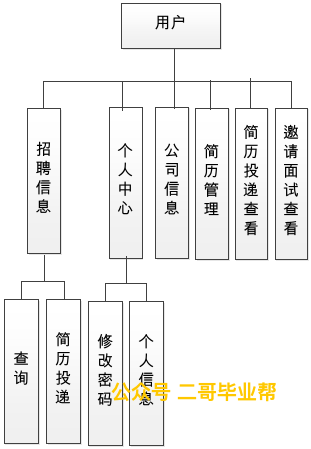 用户
招聘信息
个人中心
公司信息
简历管理
简历投递查看
邀请面试查看
查询
简历投递
修改密码
个人信息
公众号 二哥毕业帮